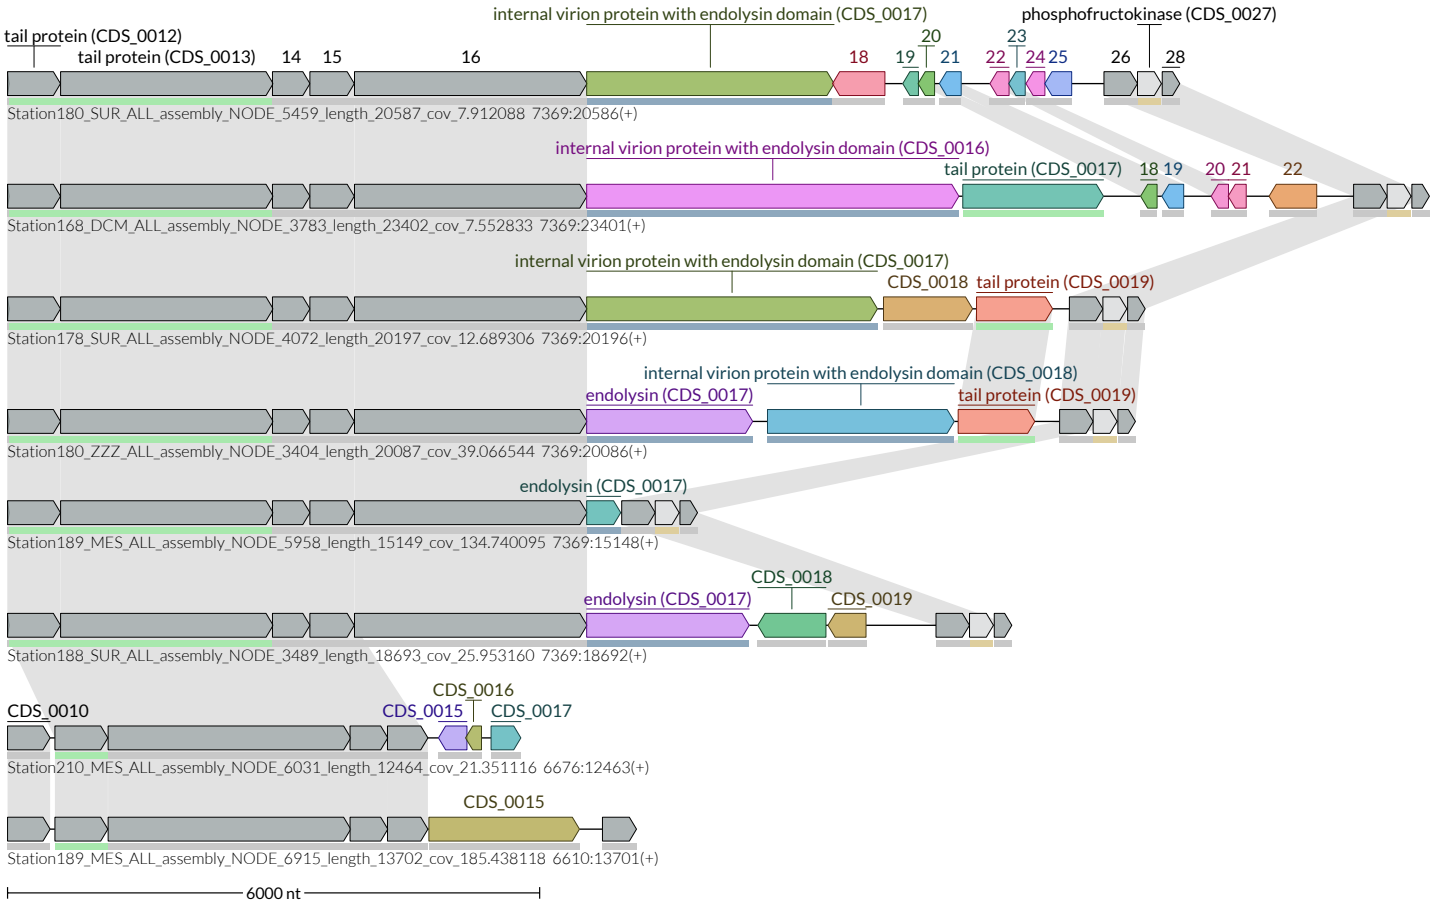 internal virion protein with endolysin domain (CDS_0017)
phosphofructokinase (CDS_0027)
tail protein (CDS_0012)
20 23
tail protein (CDS_0013) 14 15 16 18 19 21 22 24 25 26 28
Station180_SUR_ALL_assembly_NODE_5459_length_20587_cov_7.912088 7369:20586(+)
internal virion protein with endolysin domain (CDS_0016)
tail protein (CDS_0017) 18 19 20 21 22
Station168_DCM_ALL_assembly_NODE_3783_length_23402_cov_7.552833 7369:23401(+)
internal virion protein with endolysin domain (CDS_0017)
CDS_0018 tail protein (CDS_0019)
Station178_SUR_ALL_assembly_NODE_4072_length_20197_cov_12.689306 7369:20196(+)
internal virion protein with endolysin domain (CDS_0018)
endolysin (CDS_0017) tail protein (CDS_0019)
Station180_ZZZ_ALL_assembly_NODE_3404_length_20087_cov_39.066544 7369:20086(+)
endolysin (CDS_0017)
Station189_MES_ALL_assembly_NODE_5958_length_15149_cov_134.740095 7369:15148(+)
CDS_0018
endolysin (CDS_0017) CDS_0019
Station188_SUR_ALL_assembly_NODE_3489_length_18693_cov_25.953160 7369:18692(+)
CDS_0016
CDS_0010 CDS_0015 CDS_0017
Station210_MES_ALL_assembly_NODE_6031_length_12464_cov_21.351116 6676:12463(+)
CDS_0015
Station189_MES_ALL_assembly_NODE_6915_length_13702_cov_185.438118 6610:13701(+)
6000 nt